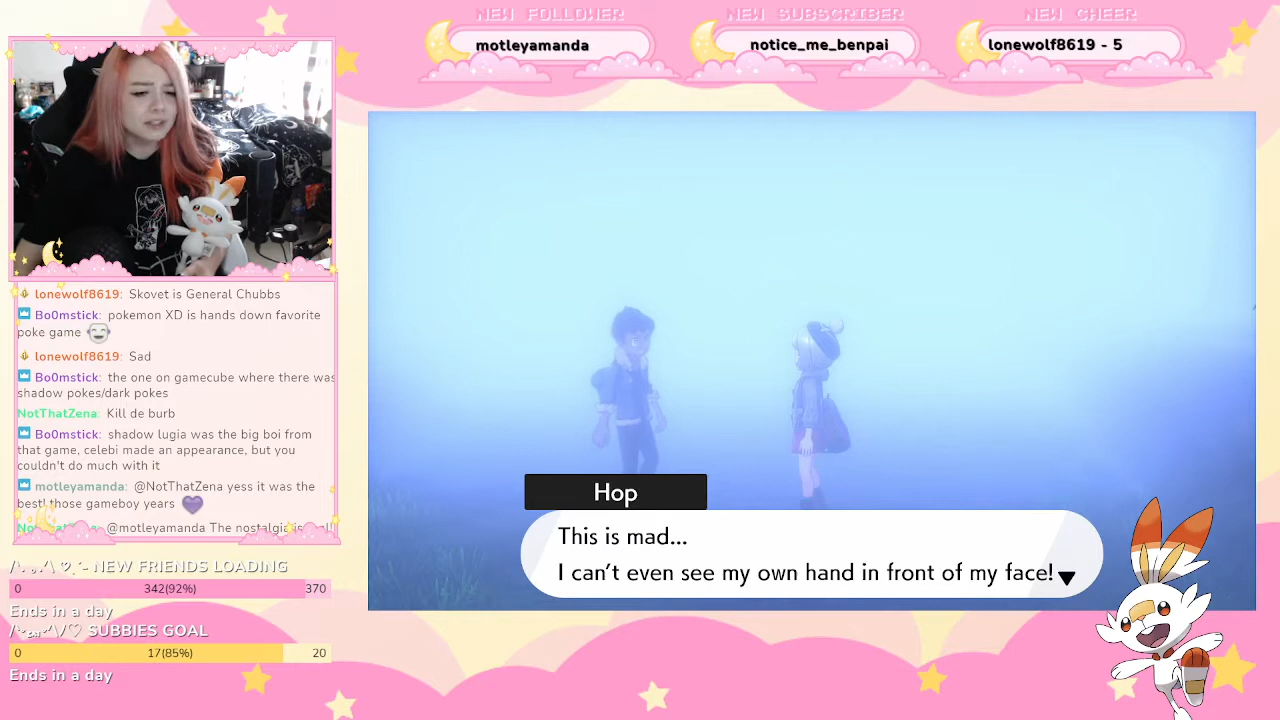 NEW FOLLOWER
NEW SUBSCRIBER
NEW CHEER
motleyamanda
notice_me_benpai
lonewolf8619 - 5
lonewolf8619: Skovet is General Chubbs
Bo0mstick: pokemon XD is hands down favorite
poke game
lonewolf8619: Sad
Bo0mstick: the one on gamecube where there was
shadow pokes/dark pokes
NotThatZena: Kill de burb
Bo0mstick: shadow lugia was the big boi from
that game, celebi made an appearance, but you
couldn't do much with it
motleyamanda: @NotThatZena yess it was the
best! those gameboy years
@motleyamanda The nostalgia is
Hop
This is mad...
I can't even see my own hand in front of my face!
NEW FRIENDS LOADING
0 342(92%) 370
Ends in a day
SUBBIES GOAL
0 17(85%) 20
Ends in a day